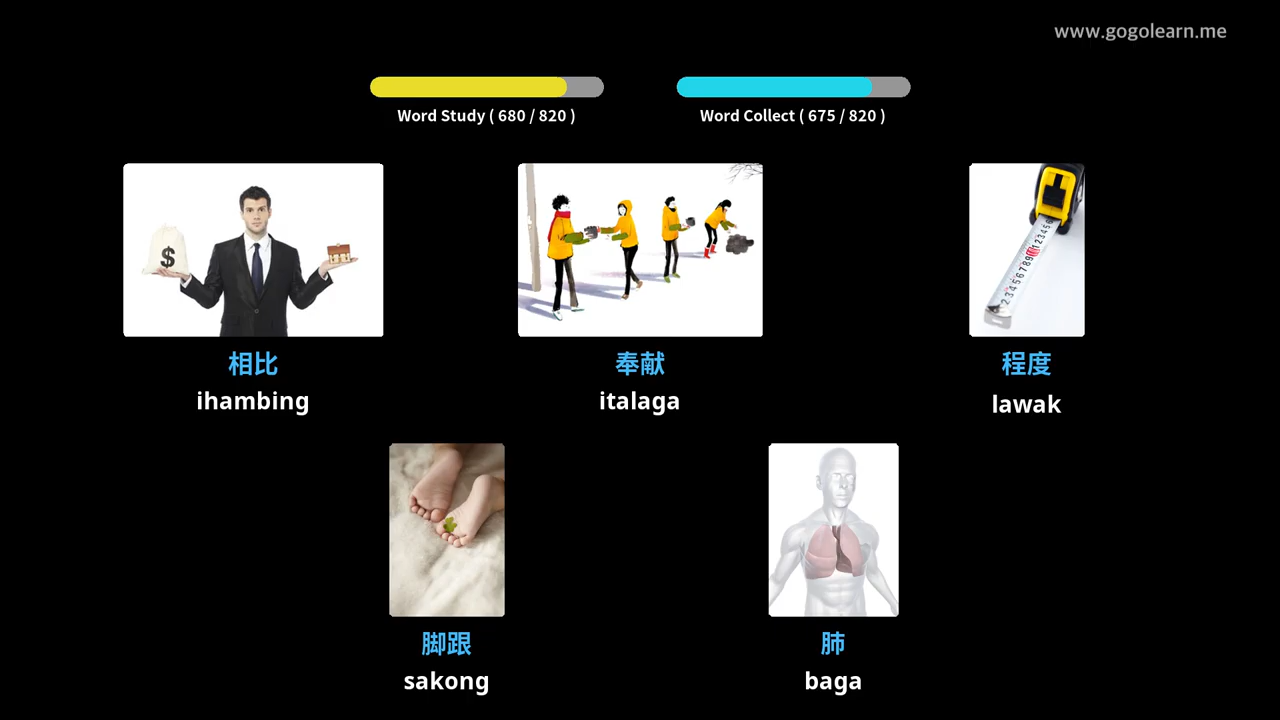 www.gogolearn.me
Word Study ( 680 / 820 )
Word Collect ( 675 / 820 )
$
相比
ihambing
奉献
italaga
程度
lawak
脚跟
sakong
肺
baga